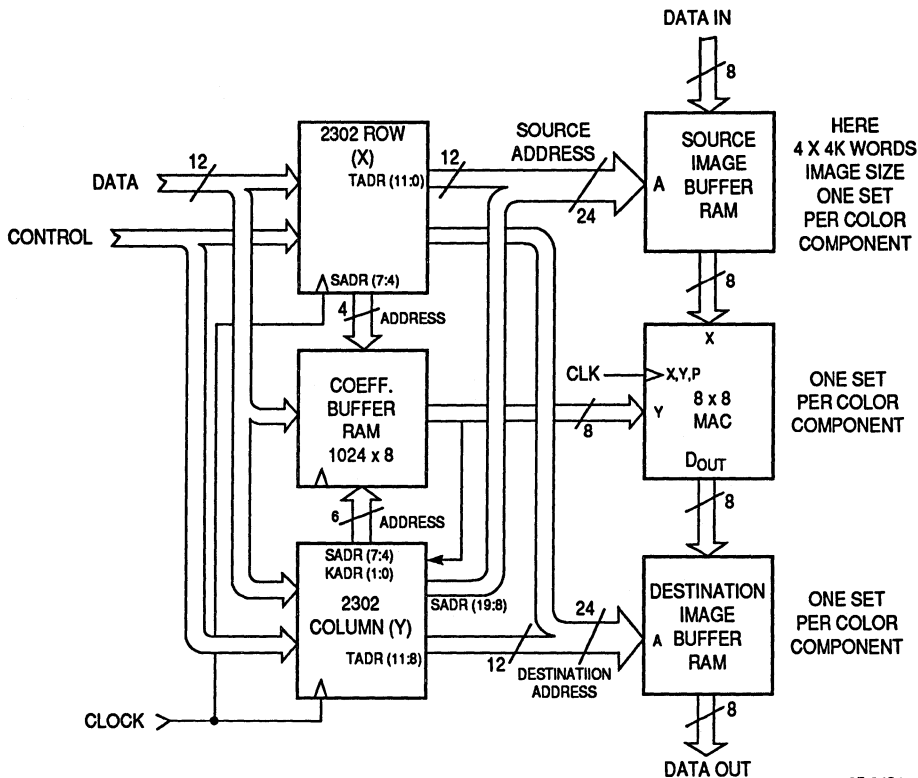 DATA IN
8
2302 ROW
(X)
TADR (11:0)
SADR (7:4)
12
DATA
CONTROL
12
SOURCE
ADDRESS
24
A
SOURCE
IMAGE
BUFFER
RAM
HERE
4 X 4K WORDS
IMAGE SIZE
ONE SET
PER COLOR
COMPONENT
8
4
ADDRESS
COEFF.
BUFFER
RAM
1024 x 8
8
CLK
X
X,Y,P
Y
8 x 8
MAC
DOUT
ONE SET
PER COLOR
COMPONENT
8
6
ADDRESS
SADR (7:4)
KADR (1:0)
2302
COLUMN (Y)
TADR (11:8)
SADR (19:8)
12
24
DESTINATIION
ADDRESS
DESTINATION
IMAGE
BUFFER
RAM
A
ONE SET
PER COLOR
COMPONENT
CLOCK
8
DATA OUT